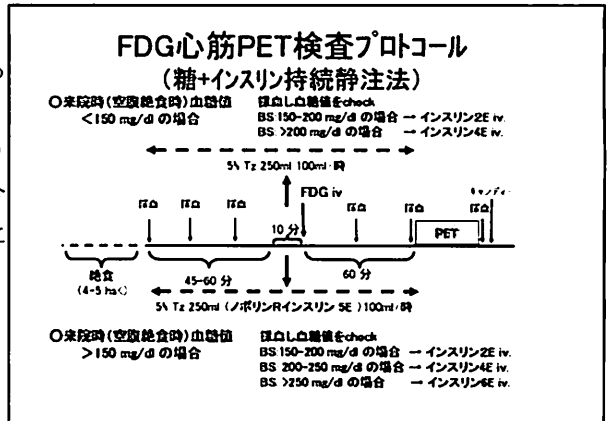 FDG心筋PET検査プロトコール
(糖+インスリン持続静注法)
○来院時(空腹絶食時)血糖値
<150 mg/dl の場合
採血し血糖値をcheck
BS:150-200 mg/dl の場合 → インスリン2E iv.
BS: >200 mg/dl の場合 → インスリン4E iv.
5% Tz 250ml 100ml/時
採血
採血
採血
10分
FDG iv
採血
採血
PET
採血
キャンディー
絶食
(4-5 hr<)
45-60 分
60 分
5% Tz 250ml (ノボリンRインスリン 5E )100ml/時
○来院時(空腹絶食時)血糖値
>150 mg/dl の場合
採血し血糖値をcheck
BS:150-200 mg/dl の場合 → インスリン2E iv.
BS: 200-250 mg/dl の場合 → インスリン4E iv.
BS: >250 mg/dl の場合 → インスリン6E iv.